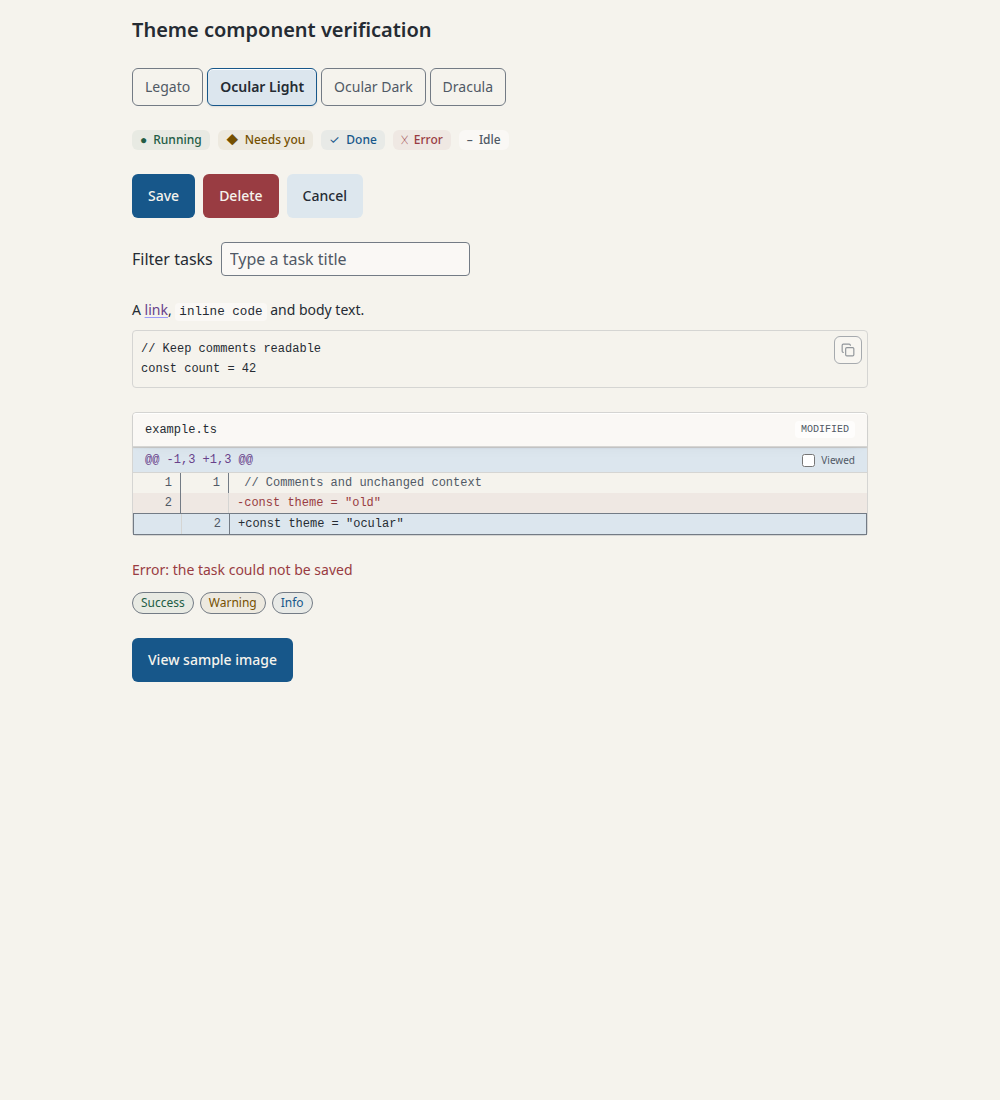 Theme component verification
Legato Ocular Light Ocular Dark Dracula
● Running ◆ Needs you ✓ Done ╳ Error – Idle
Save Delete Cancel
Filter tasks Type a task title
A link, inline code and body text.
// Keep comments readable
const count = 42
example.ts MODIFIED
@@ -1,3 +1,3 @@ Viewed
1 1 // Comments and unchanged context
2 -const theme = "old"
2 +const theme = "ocular"
Error: the task could not be saved
Success Warning Info
View sample image